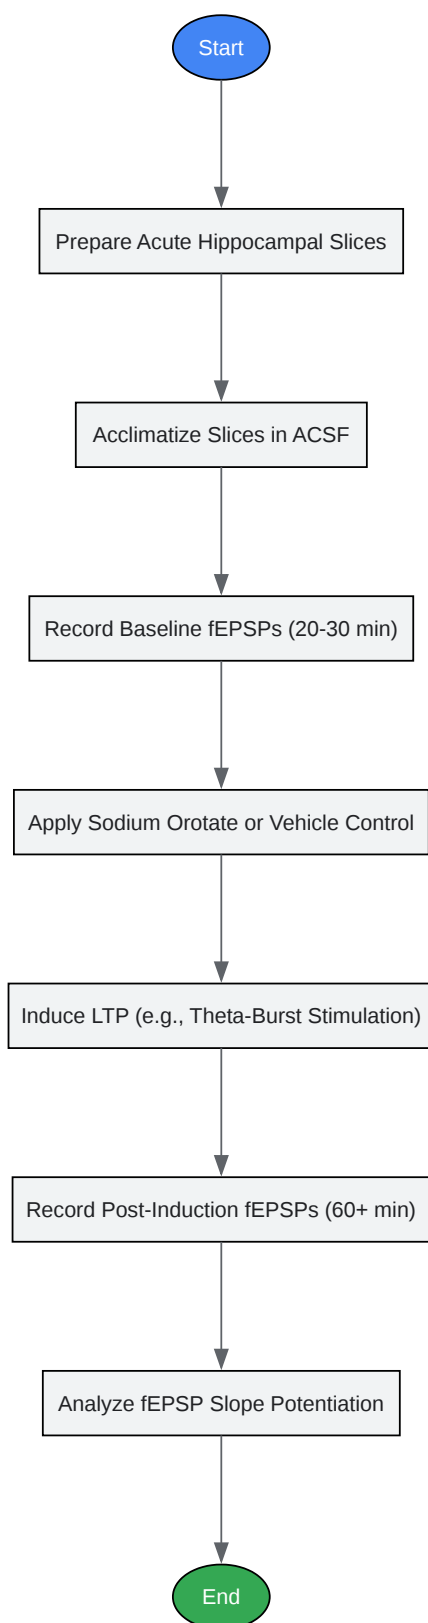 Start
Prepare Acute Hippocampal Slices
Acclimatize Slices in ACSF
Record Baseline fEPSPs (20-30 min)
Apply Sodium Orotate or Vehicle Control
Induce LTP (e.g., Theta-Burst Stimulation)
Record Post-Induction fEPSPs (60+ min)
Analyze fEPSP Slope Potentiation
End